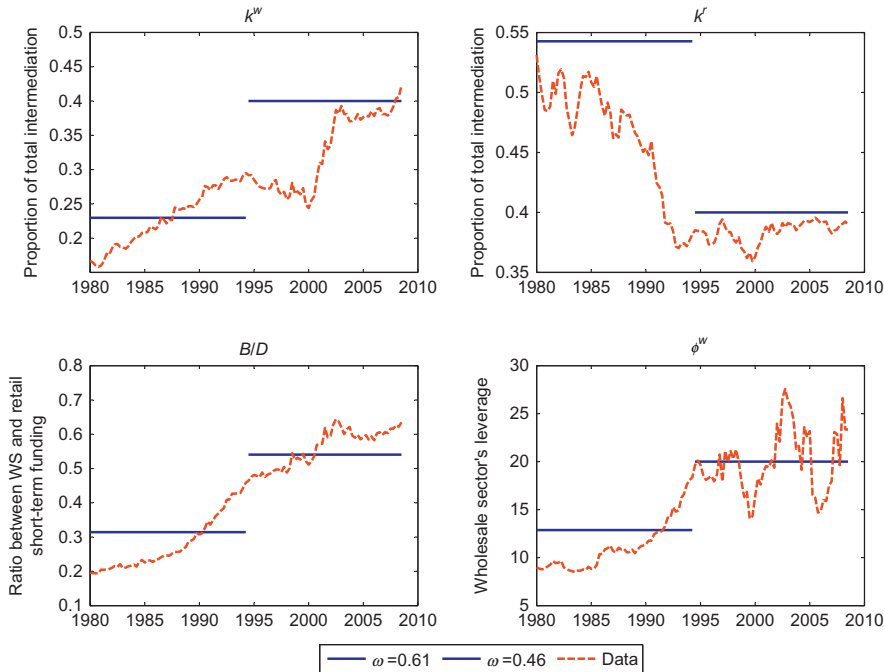 k^w
Proportion of total intermediation
0.5
0.45
0.4
0.35
0.3
0.25
0.2
1980 1985 1990 1995 2000 2005 2010
k^r
Proportion of total intermediation
0.55
0.5
0.45
0.4
0.35
1980 1985 1990 1995 2000 2005 2010
B/D
Ratio between WS and retail
short-term funding
0.8
0.7
0.6
0.5
0.4
0.3
0.2
0.1
1980 1985 1990 1995 2000 2005 2010
ϕ^w
Wholesale sector's leverage
30
25
20
15
10
5
1980 1985 1990 1995 2000 2005 2010
ω=0.61 ω=0.46 Data